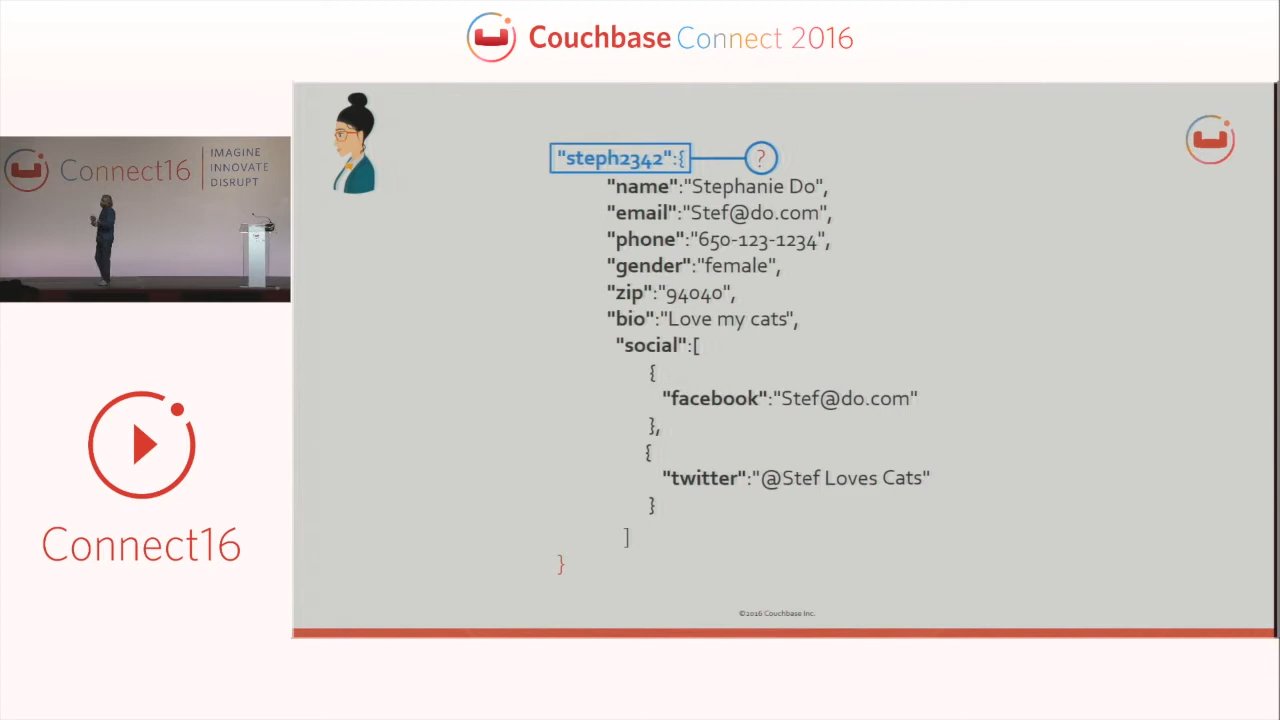 Couchbase Connect 2016
Connect16
IMAGINE
INNOVATE
DISRUPT
"steph2342":{
?
"name":"Stephanie Do",
"email":"Stef@do.com",
"phone":"650-123-1234",
"gender":"female",
"zip":"94040",
"bio":"Love my cats",
"social":[
{
"facebook":"Stef@do.com"
},
{
"twitter":"@Stef Loves Cats"
}
]
}
©2016 Couchbase Inc.
Connect16